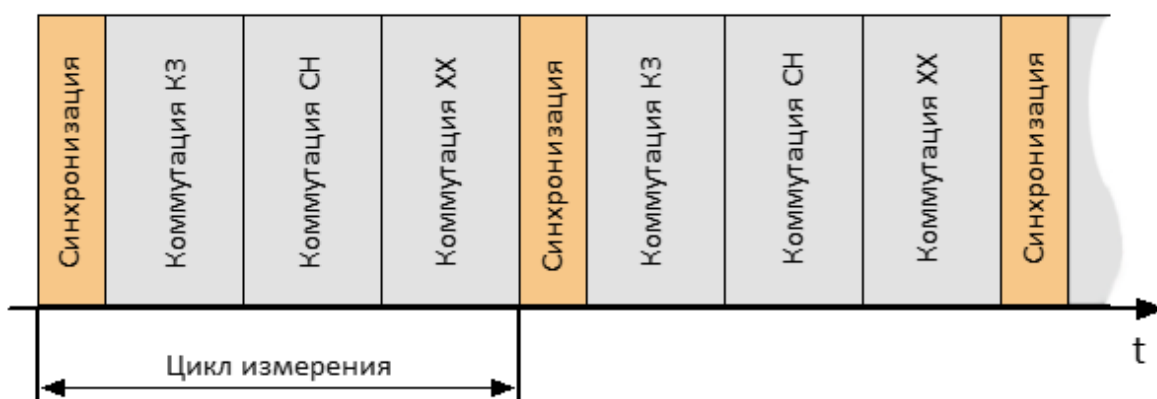 Синхронизация
Коммутация КЗ
Коммутация СН
Коммутация ХХ
Синхронизация
Коммутация КЗ
Коммутация СН
Коммутация ХХ
Синхронизация
t
Цикл измерения